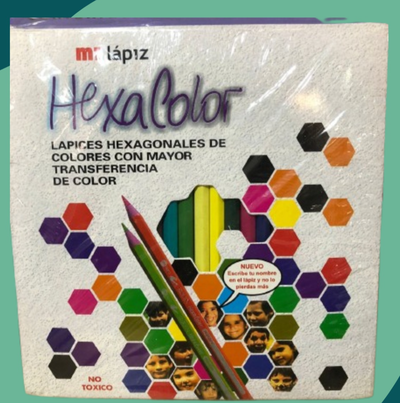 mi lápiz
HexaColor
LAPICES HEXAGONALES DE
COLORES CON MAYOR
TRANSFERENCIA
DE COLOR
NUEVO
Escribe tu nombre
en el lápiz y no lo
pierdas más
NO
TOXICO